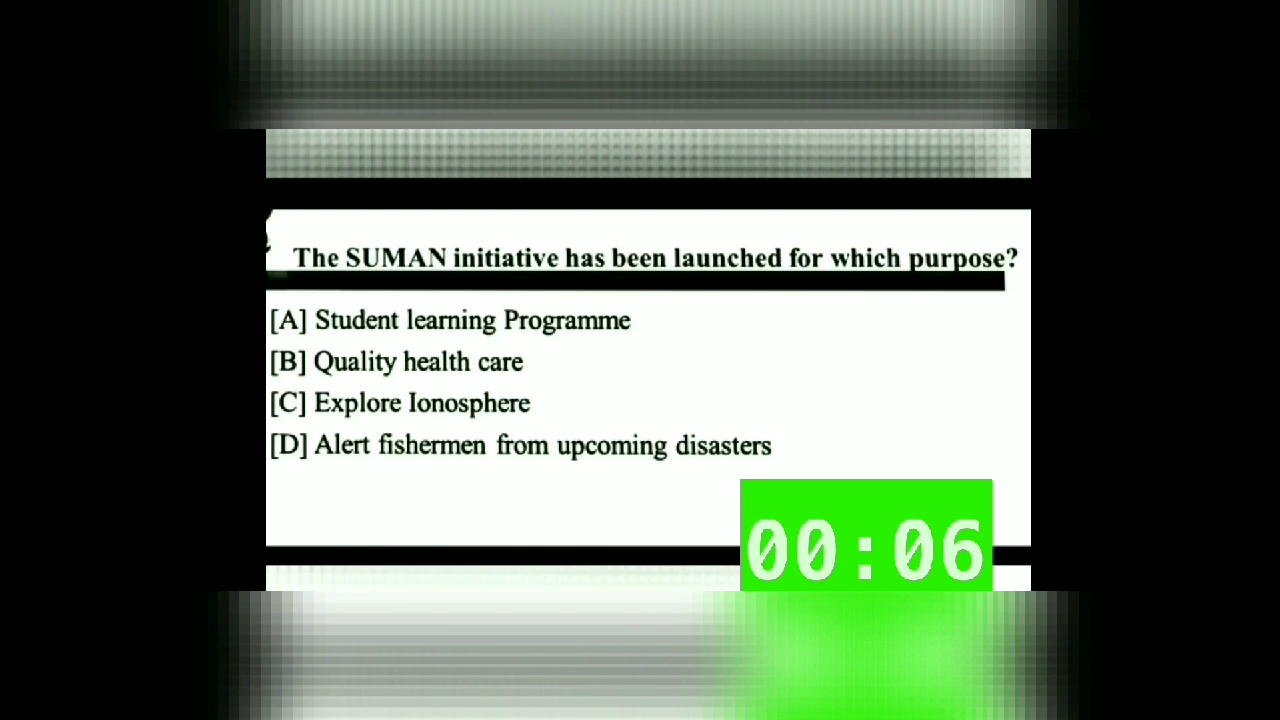 The SUMAN initiative has been launched for which purpose?
[A] Student learning Programme
[B] Quality health care
[C] Explore Ionosphere
[D] Alert fishermen from upcoming disasters
00:06